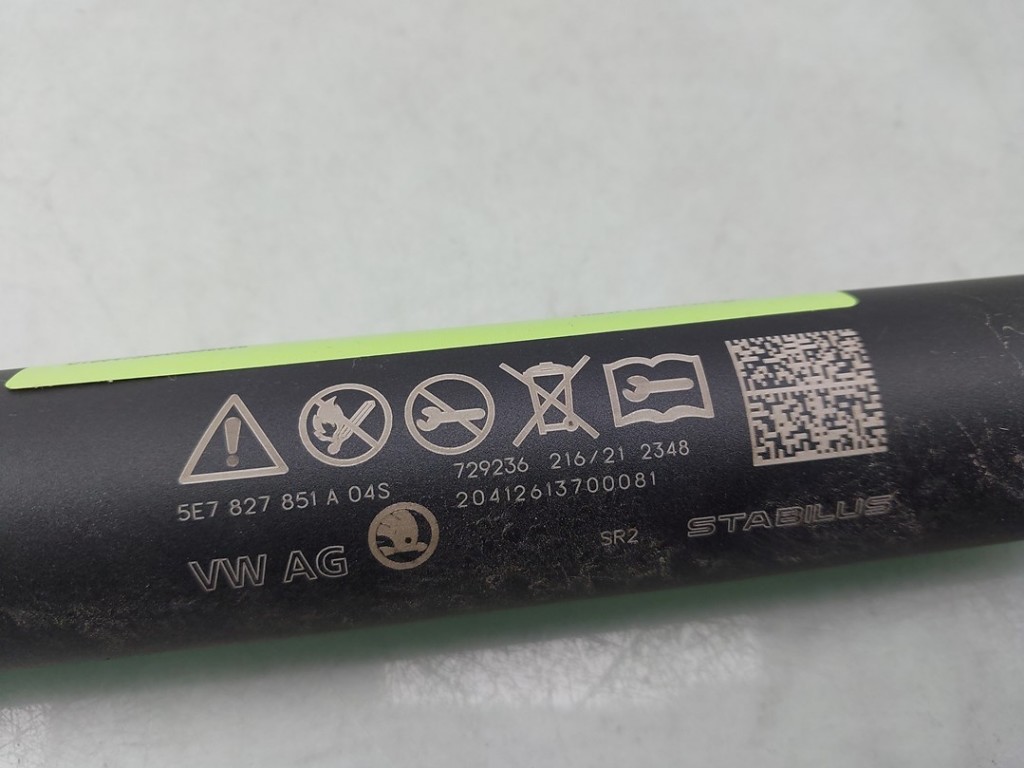 729236 216/21 2348
5E7 827 851 A 04S
20412613700081
VW AG
SR2
STABILUS